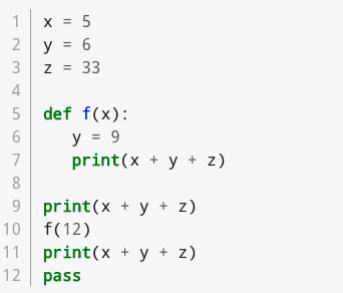 1 x = 5
2 y = 6
3 z = 33
4
5 def f(x):
6     y = 9
7     print(x + y + z)
8
9 print(x + y + z)
10 f(12)
11 print(x + y + z)
12 pass